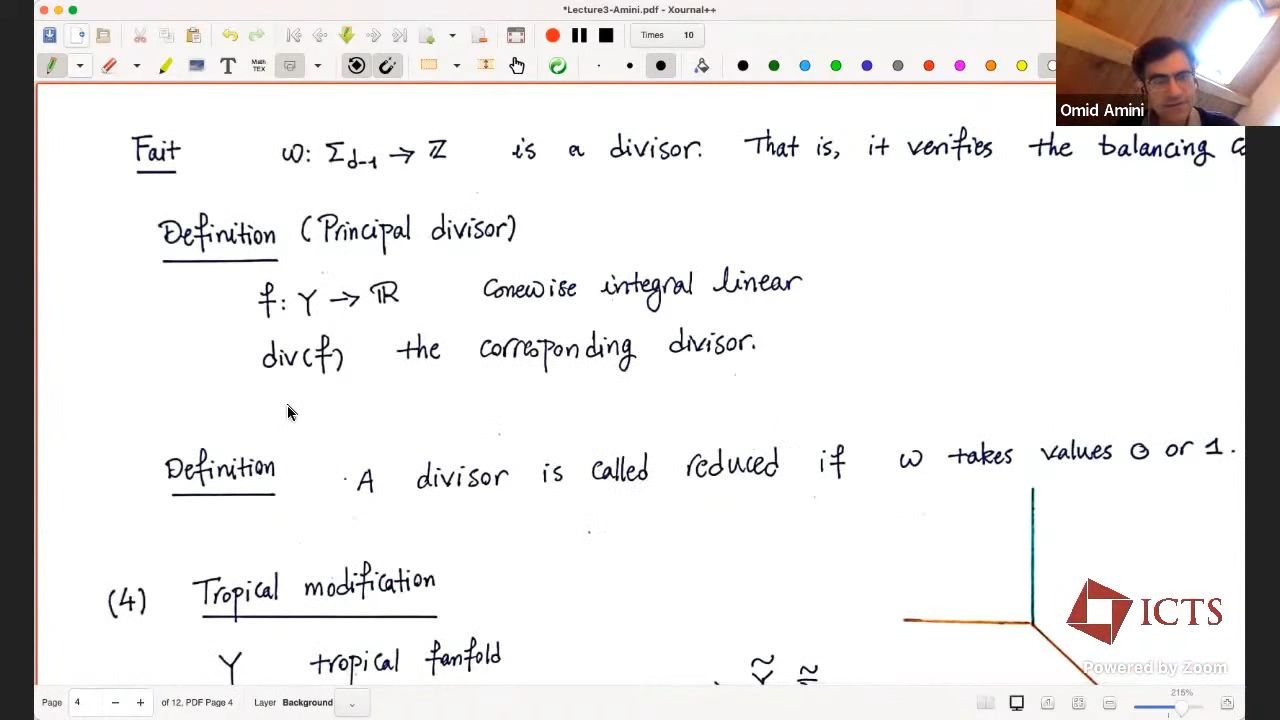 *Lecture3-Amini.pdf - Xournal++
Times 10
Omid Amini
Fait ω: Σd-1 → ℤ is a divisor. That is, it verifies the balancing
Definition (Principal divisor)
f: Y → ℝ conewise integral linear
div(f) the corresponding divisor.
Definition · A divisor is called reduced if ω takes values 0 or 1.
(4) Tropical modification
Y tropical fanfold
ICTS
Powered by Zoom
Page 4 of 12, PDF Page 4 Layer Background 215%